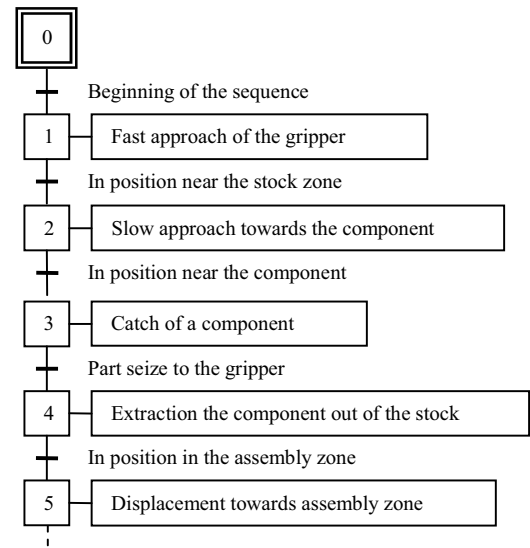 0
Beginning of the sequence
1 Fast approach of the gripper
In position near the stock zone
2 Slow approach towards the component
In position near the component
3 Catch of a component
Part seize to the gripper
4 Extraction the component out of the stock
In position in the assembly zone
5 Displacement towards assembly zone